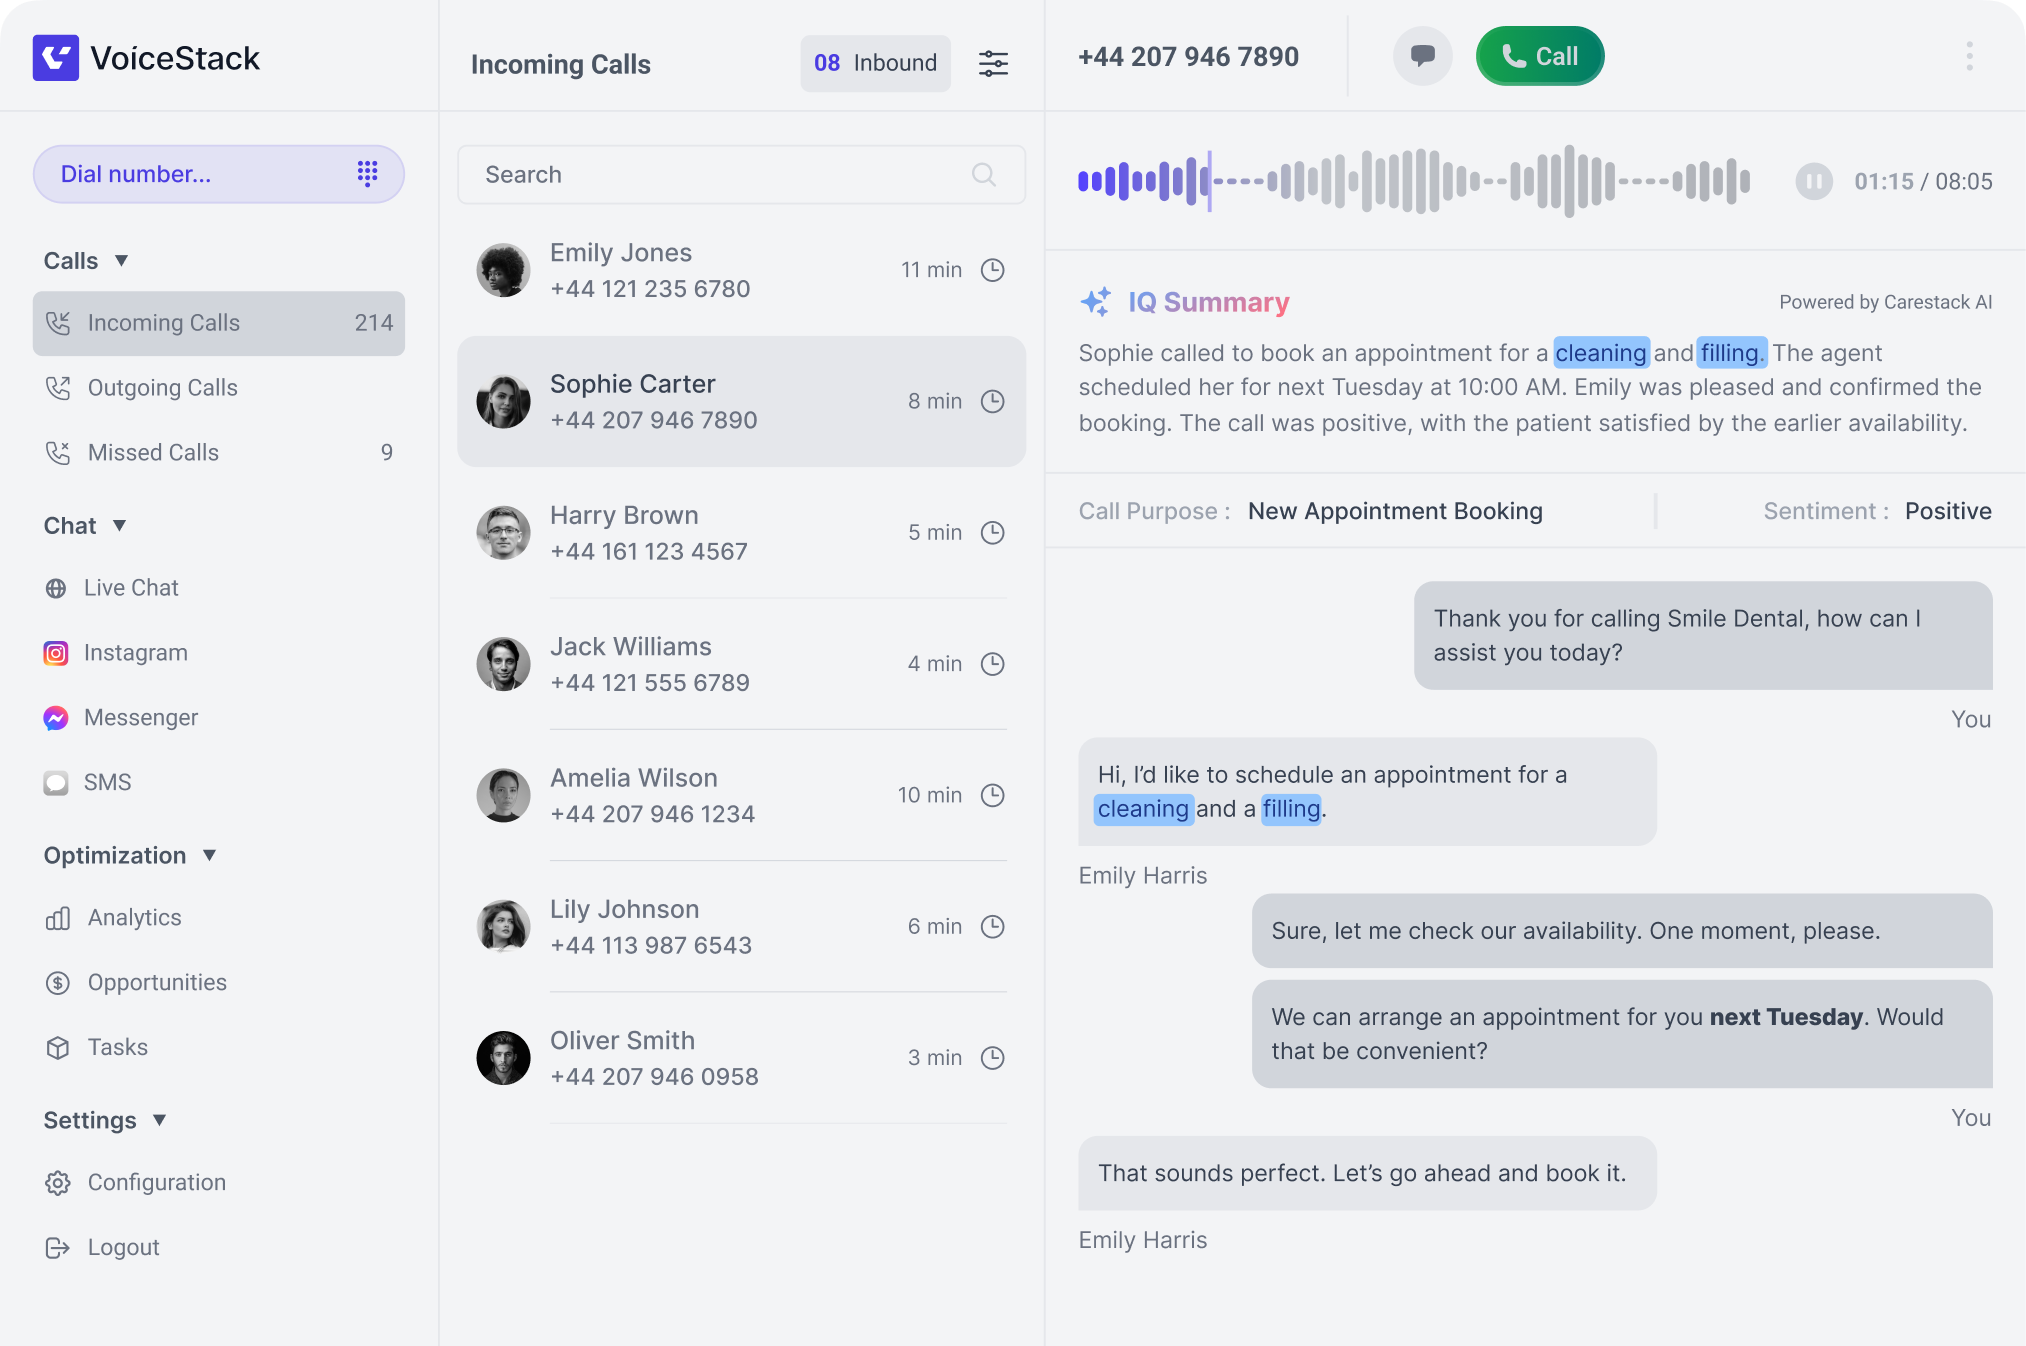 VoiceStack
Dial number...
Calls ▼
Incoming Calls 214
Outgoing Calls
Missed Calls 9
Chat ▼
Live Chat
Instagram
Messenger
SMS
Optimization ▼
Analytics
Opportunities
Tasks
Settings ▼
Configuration
Logout
Incoming Calls 08 Inbound
Search
Emily Jones
+44 121 235 6780
11 min
Sophie Carter
+44 207 946 7890
8 min
Harry Brown
+44 161 123 4567
5 min
Jack Williams
+44 121 555 6789
4 min
Amelia Wilson
+44 207 946 1234
10 min
Lily Johnson
+44 113 987 6543
6 min
Oliver Smith
+44 207 946 0958
3 min
+44 207 946 7890 Call
01:15 / 08:05
IQ Summary Powered by Carestack AI
Sophie called to book an appointment for a cleaning and filling. The agent
scheduled her for next Tuesday at 10:00 AM. Emily was pleased and confirmed the
booking. The call was positive, with the patient satisfied by the earlier availability.
Call Purpose : New Appointment Booking Sentiment : Positive
Thank you for calling Smile Dental, how can I
assist you today?
You
Hi, I’d like to schedule an appointment for a
cleaning and a filling.
Emily Harris
Sure, let me check our availability. One moment, please.
We can arrange an appointment for you next Tuesday. Would
that be convenient?
You
That sounds perfect. Let’s go ahead and book it.
Emily Harris